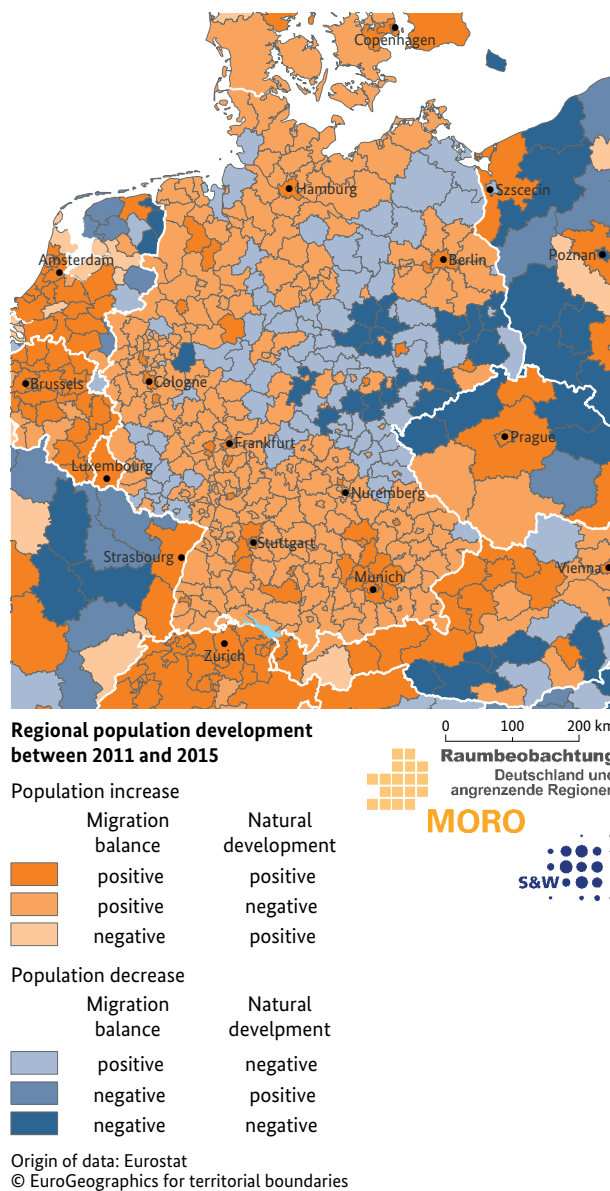 Copenhagen
Hamburg
Szscecin
Amsterdam
Berlin
Poznan
Brussels
Cologne
Frankfurt
Prague
Luxembourg
Nuremberg
Strasbourg
Stuttgart
Munich
Vienna
Zürich
Regional population development
between 2011 and 2015
0 100 200 km
Raumbeobachtung
Deutschland und
angrenzende Regionen
MORO
S&W
Population increase
Migration Natural
balance development
positive positive
positive negative
negative positive
Population decrease
Migration Natural
balance develpment
positive negative
negative positive
negative negative
Origin of data: Eurostat
© EuroGeographics for territorial boundaries